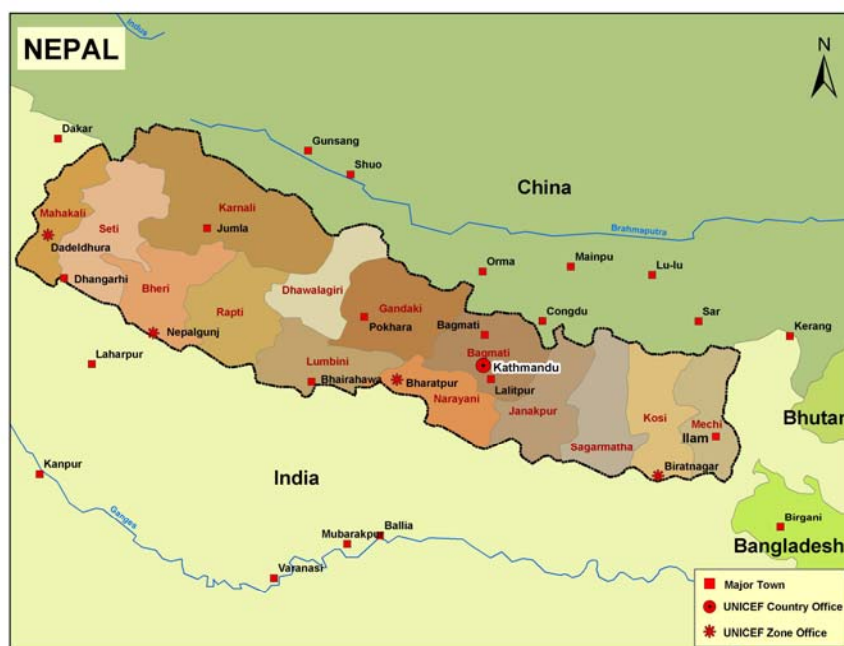 Indus
NEPAL
N
Dakar
Gunsang
Shuo
China
Brahmaputra
Mahakali
Seti
Karnali
Jumla
Dadeldhura
Dhangarhi
Bheri
Rapti
Dhawalagiri
Gandaki
Pokhara
Orma
Mainpu
Lu-lu
Congdu
Sar
Kerang
Nepalgunj
Laharpur
Lumbini
Bhairahawa
Bharatpur
Narayani
Bagmati
Bagmati
Kathmandu
Lalitpur
Janakpur
Sagarmatha
Kosi
Mechi
Ilam
Biratnagar
Bhutan
Kanpur
India
Ganges
Mubarakpur
Ballia
Varanasi
Birgani
Bangladesh
Major Town
UNICEF Country Office
UNICEF Zone Office